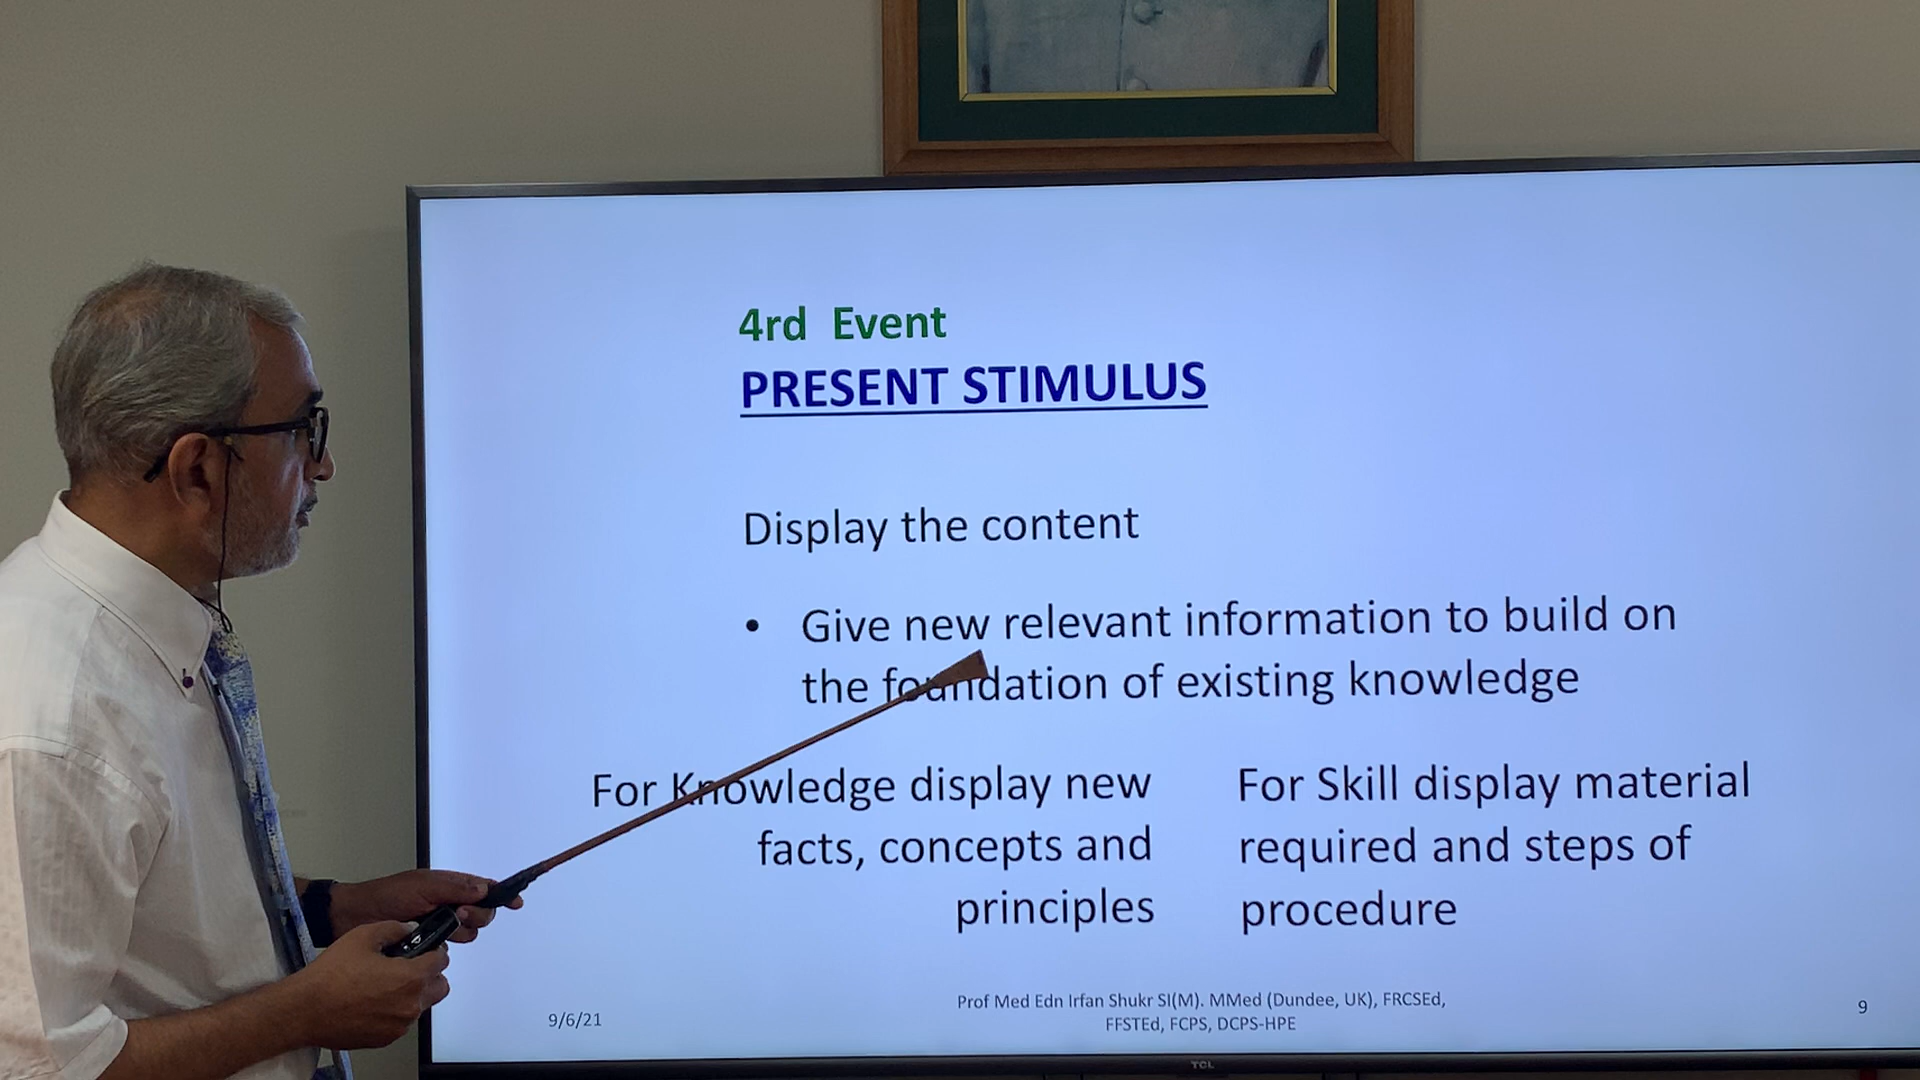 4rd Event
PRESENT STIMULUS
Display the content
• Give new relevant information to build on
the foundation of existing knowledge
For Knowledge display new
facts, concepts and
principles
For Skill display material
required and steps of
procedure
9/6/21
Prof Med Edn Irfan Shukr SI(M). MMed (Dundee, UK), FRCSEd,
FFSTEd, FCPS, DCPS-HPE
9
TCL